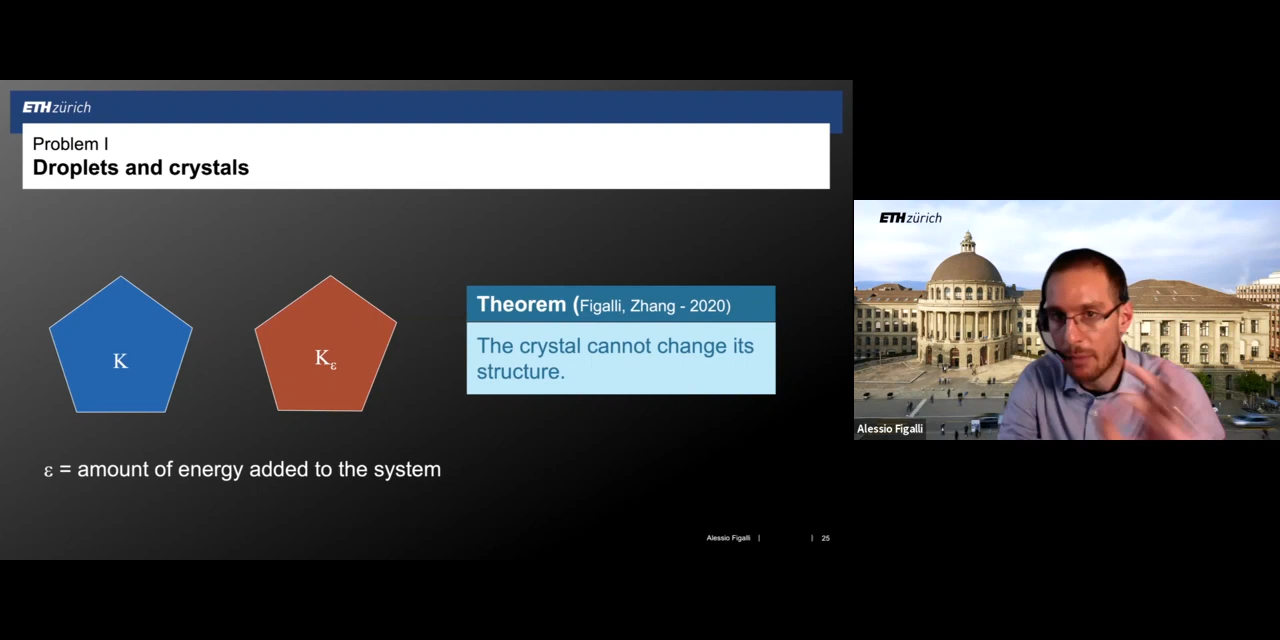 ETH zürich
Problem I
Droplets and crystals
K
Kε
Theorem (Figalli, Zhang - 2020)
The crystal cannot change its
structure.
ε = amount of energy added to the system
Alessio Figalli | | 25
ETH zürich
Alessio Figalli